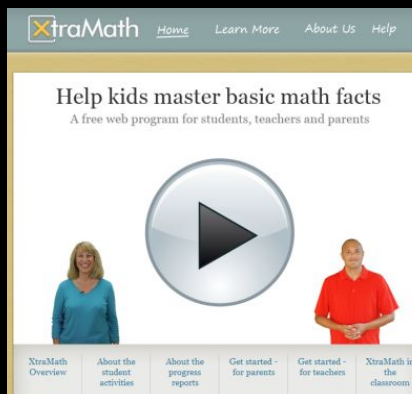 XtraMath Home Learn More About Us Help
Help kids master basic math facts
A free web program for students, teachers and parents
XtraMath
Overview
About the
student
activities
About the
progress
reports
Get started -
for parents
Get started -
for teachers
XtraMath in
the
classroom